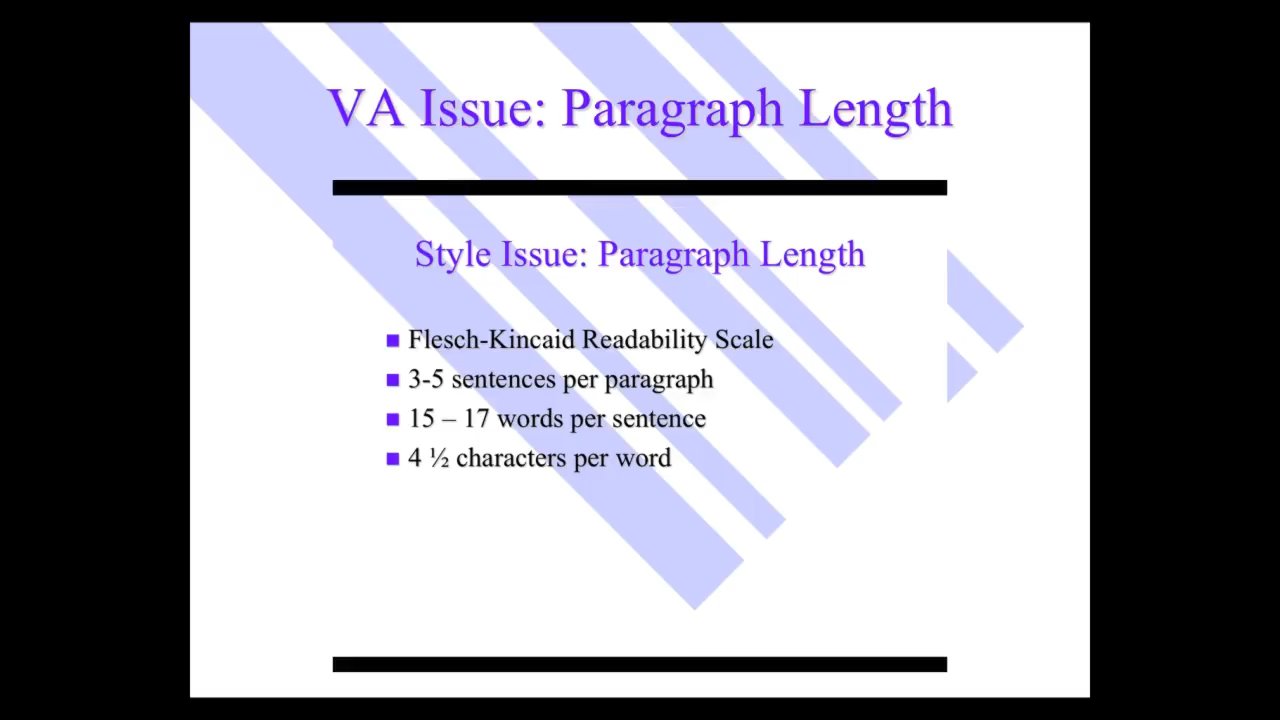 VA Issue: Paragraph Length
Style Issue: Paragraph Length
Flesch-Kincaid Readability Scale
3-5 sentences per paragraph
15 – 17 words per sentence
4 ½ characters per word